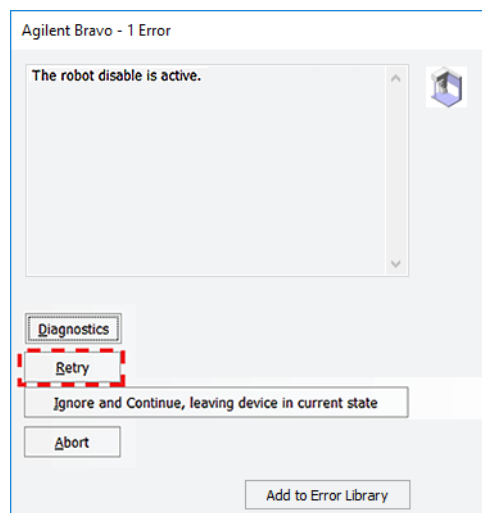 Agilent Bravo - 1 Error
The robot disable is active.
Diagnostics
Retry
Ignore and Continue, leaving device in current state
Abort
Add to Error Library